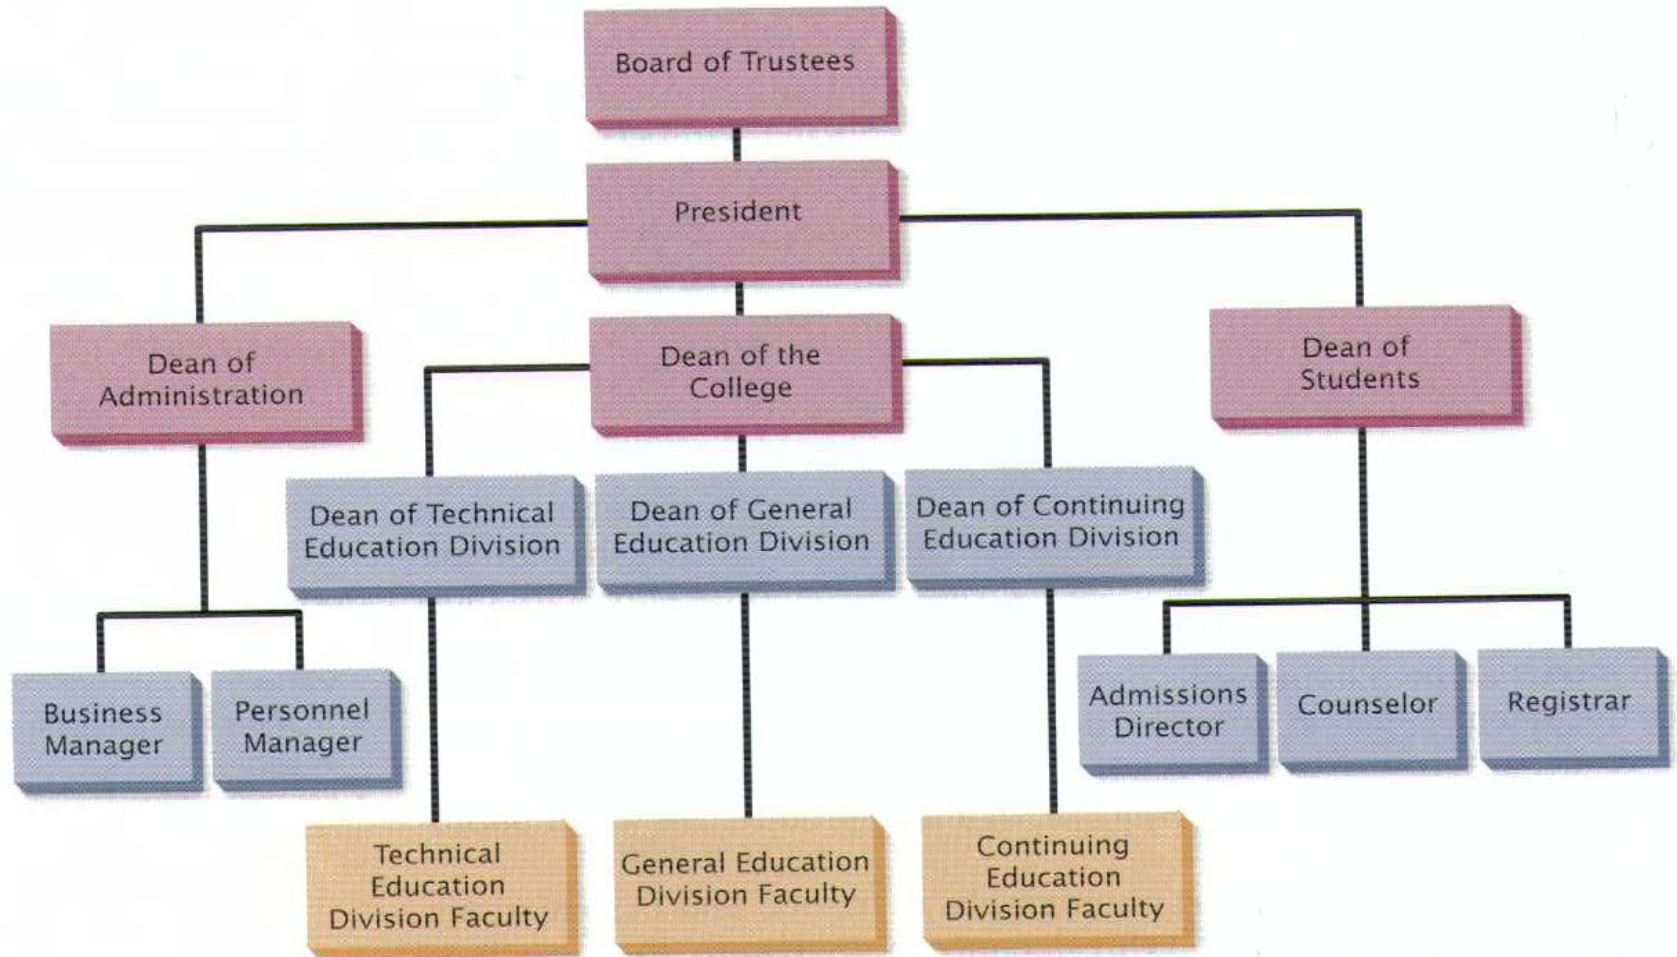 Board of Trustees
President
Dean of
Administration
Dean of the
College
Dean of
Students
Dean of Technical
Education Division
Dean of General
Education Division
Dean of Continuing
Education Division
Business
Manager
Personnel
Manager
Admissions
Director
Counselor
Registrar
Technical
Education
Division Faculty
General Education
Division Faculty
Continuing
Education
Division Faculty